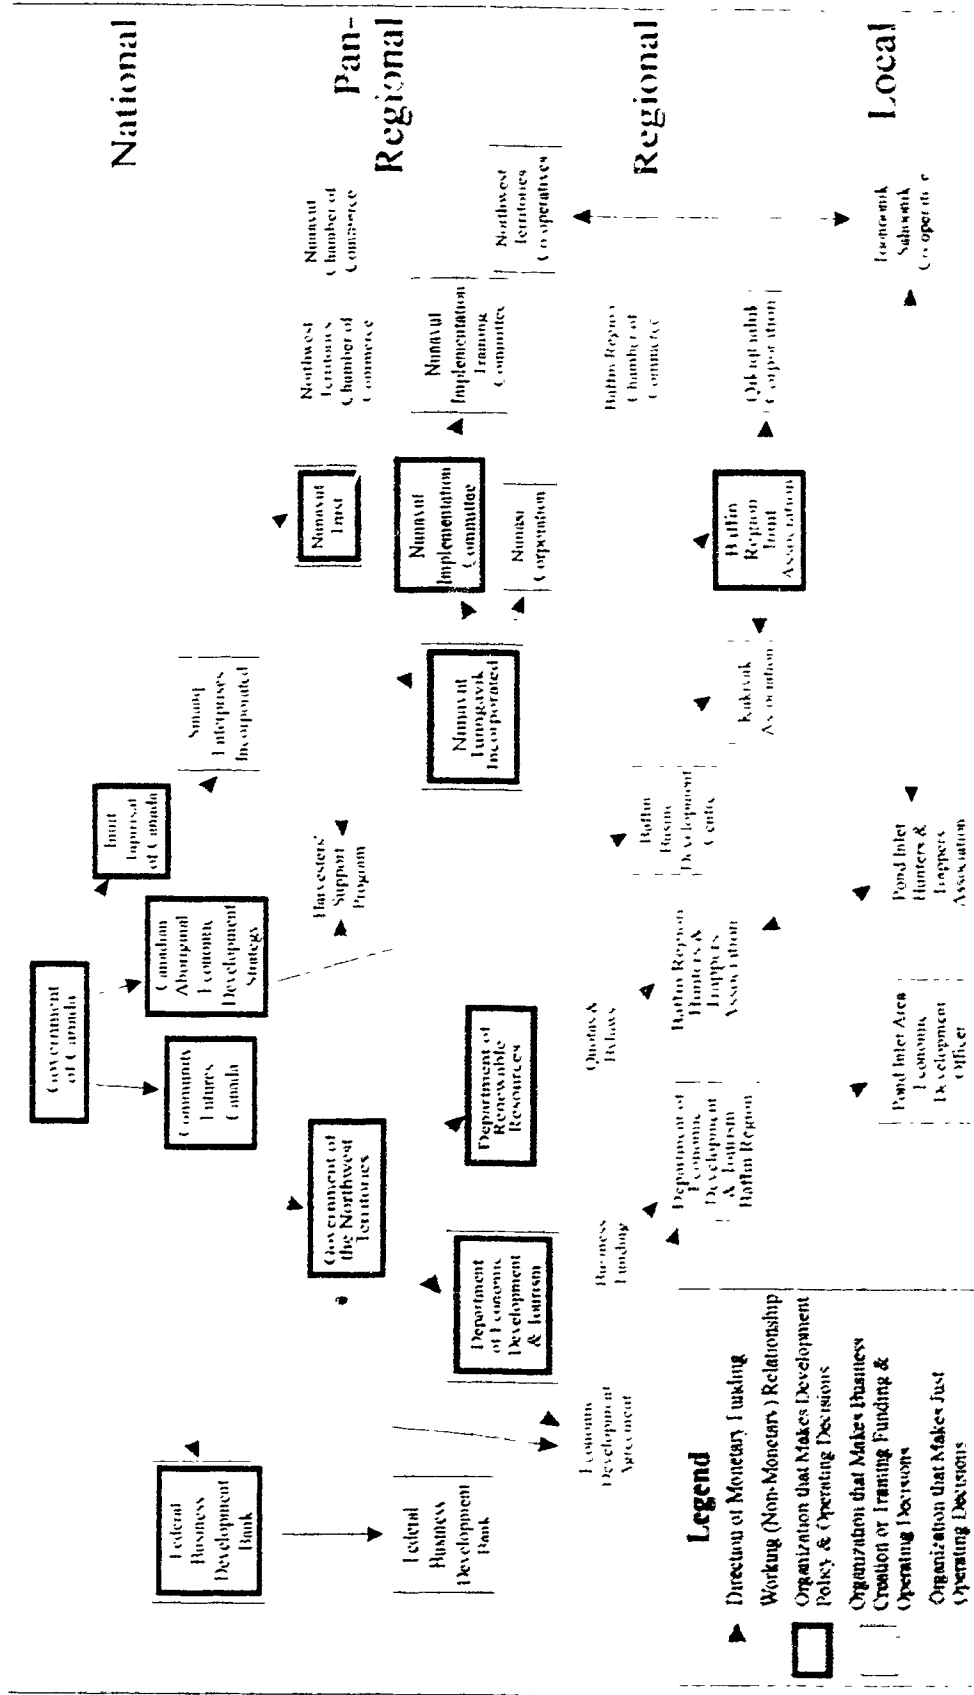 National
Government
of Canada
Inuit
Tapirisat
of Canada
Federal
Business
Development
Bank
Community
Futures
Canada
Canadian
Aboriginal
Economic
Development
Strategy
Enterprises
Incorporated
Pan-
Regional
Government of
the Northwest
Territories
Harvesters'
Support
Program
Nunavut
Trust
Northwest
Territories
Chamber of
Commerce
Nunavut
Chamber of
Commerce
Federal
Business
Development
Bank
Department
of Economic
Development
& Tourism
Department of
Renewable
Resources
Nunavut
Tunngavik
Incorporated
Nunavut
Implementation
Committee
Nunavut
Implementation
Training
Committee
Nunasi
Corporation
Northwest
Territories
Co-operatives
Regional
Economic
Development
Agreement
Business
Funding
Quotas &
Bylaws
Baffin Region
Chamber of
Commerce
Department of
Economic
Development
& Tourism
Baffin Region
Baffin Region
Hunters &
Trappers
Association
Baffin
Development
Centre
Kakivak
Association
Baffin
Region
Inuit
Association
Corporation
Local
Pond Inlet Area
Economic
Development
Officer
Pond Inlet
Hunters &
Trappers
Association
Legend
Direction of Monetary Funding
Working (Non-Monetary) Relationship
Organization that Makes Development
Policy & Operating Decisions
Organization that Makes Business
Creation or Training Funding &
Operating Decisions
Organization that Makes Just
Operating Decisions